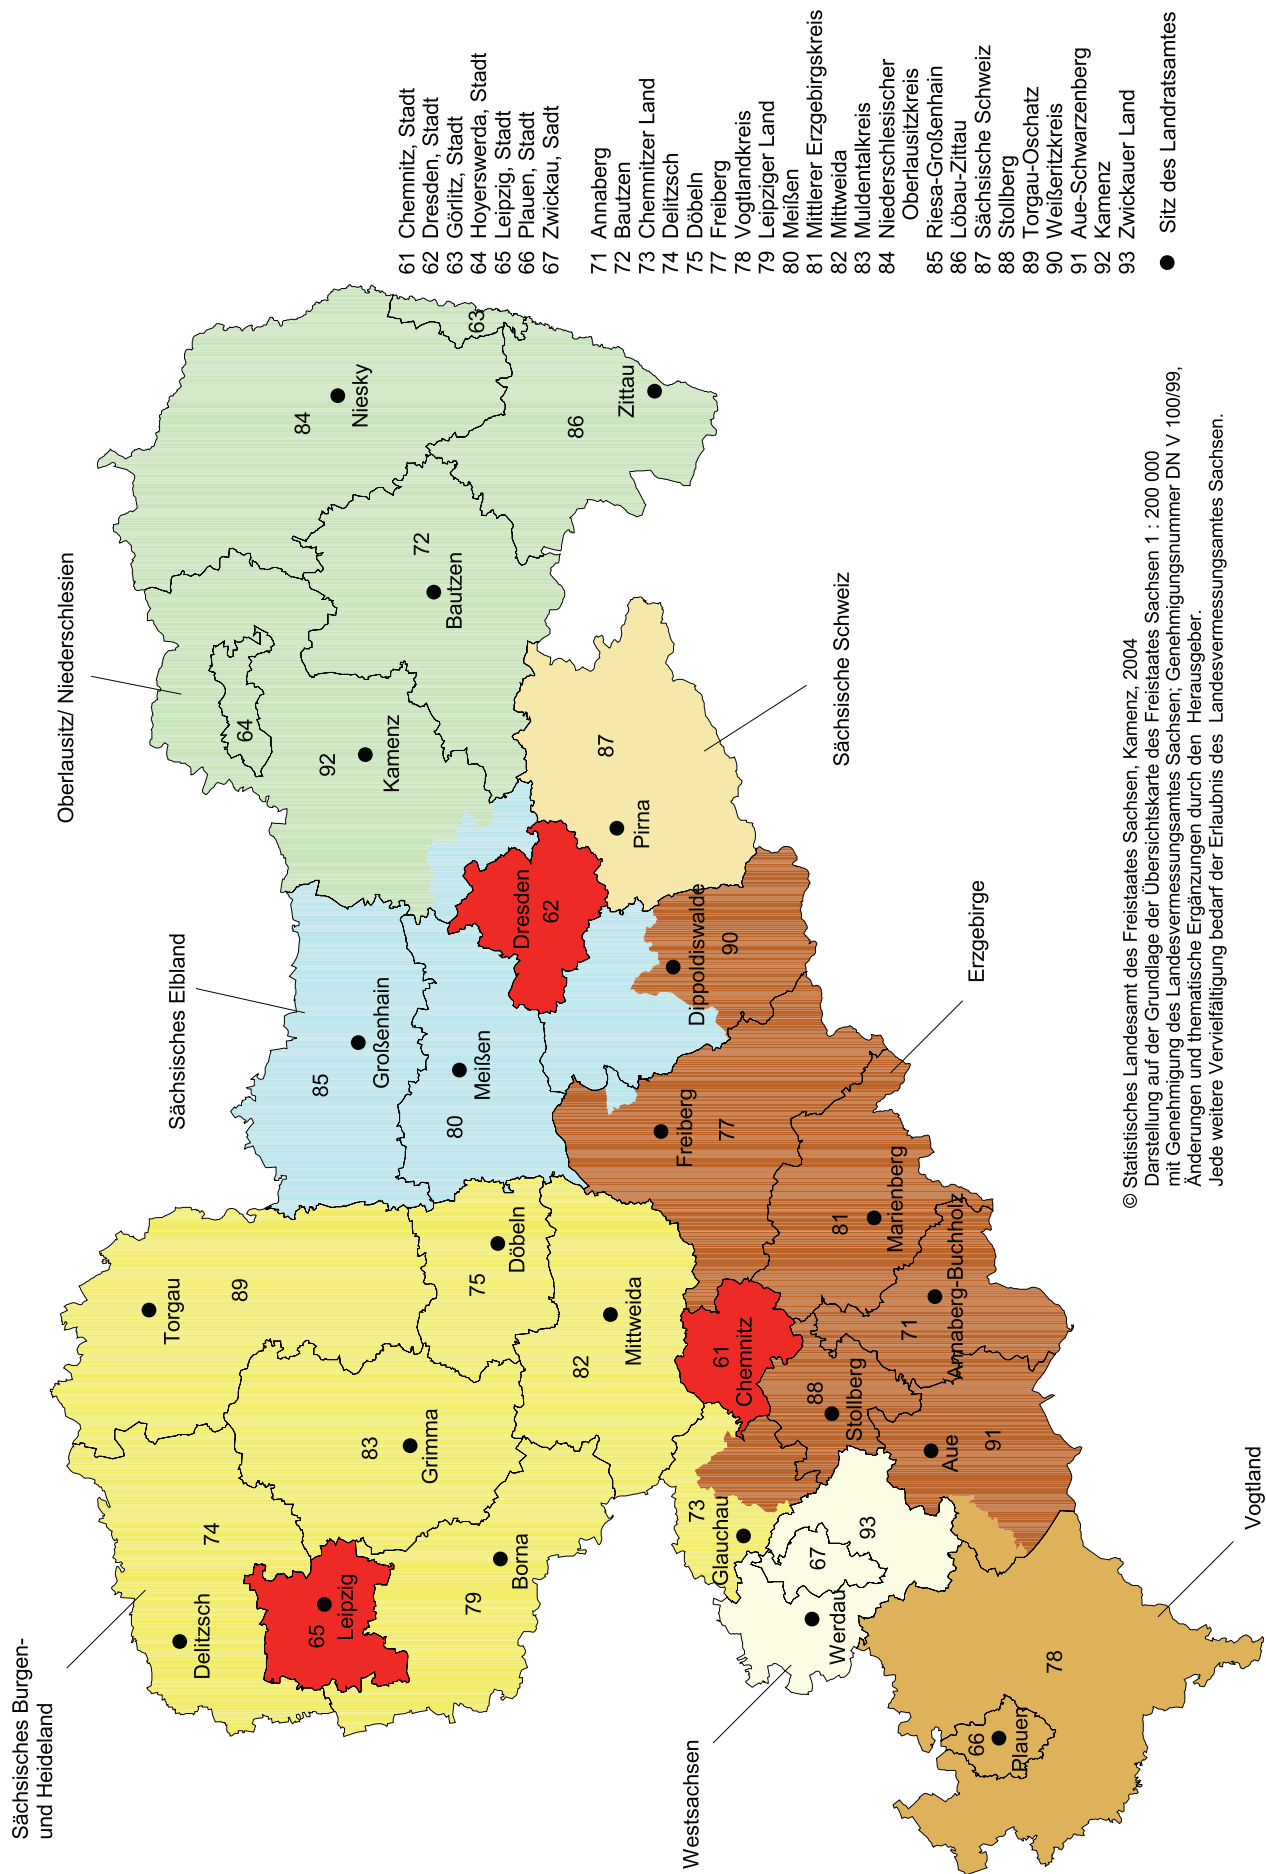 Sächsisches Burgen-
und Heideland
Sächsisches Elbland
Oberlausitz/ Niederschlesien
Westsachsen
Vogtland
Erzgebirge
Sächsische Schweiz
Delitzsch
74
65
Leipzig
79
Borna
83
Grimma
Torgau
89
75
Döbeln
82
Mittweida
85
Großenhain
80
Meißen
Dresden
62
64
92
Kamenz
72
Bautzen
84
Niesky
63
86
Zittau
87
Pirna
Dippoldiswalde
90
Freiberg
77
81
Marienberg
71
Annaberg-Buchholz
61
Chemnitz
88
Stollberg
Aue
91
73
Glauchau
67
93
Werdau
66
Plauen
78
61 Chemnitz, Stadt
62 Dresden, Stadt
63 Görlitz, Stadt
64 Hoyerswerda, Stadt
65 Leipzig, Stadt
66 Plauen, Stadt
67 Zwickau, Sadt
71 Annaberg
72 Bautzen
73 Chemnitzer Land
74 Delitzsch
75 Döbeln
77 Freiberg
78 Vogtlandkreis
79 Leipziger Land
80 Meißen
81 Mittlerer Erzgebirgskreis
82 Mittweida
83 Muldentalkreis
84 Niederschlesischer
Oberlausitzkreis
85 Riesa-Großenhain
86 Löbau-Zittau
87 Sächsische Schweiz
88 Stollberg
89 Torgau-Oschatz
90 Weißeritzkreis
91 Aue-Schwarzenberg
92 Kamenz
93 Zwickauer Land
● Sitz des Landratsamtes
© Statistisches Landesamt des Freistaates Sachsen, Kamenz, 2004
Darstellung auf der Grundlage der Übersichtskarte des Freistaates Sachsen 1 : 200 000
mit Genehmigung des Landesvermessungsamtes Sachsen; Genehmigungsnummer DN V 100/99,
Änderungen und thematische Ergänzungen durch den Herausgeber.
Jede weitere Vervielfältigung bedarf der Erlaubnis des Landesvermessungsamtes Sachsen.